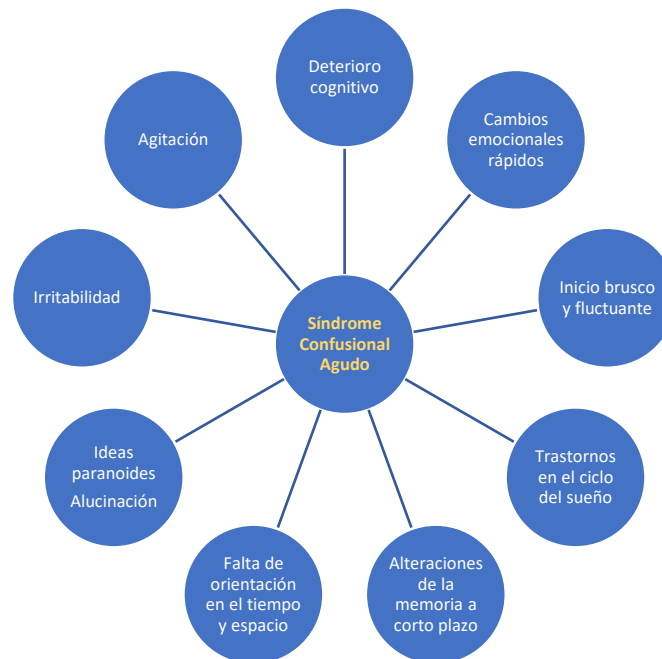 Deterioro
cognitivo
Cambios
emocionales
rápidos
Inicio brusco
y fluctuante
Trastornos
en el ciclo
del sueño
Alteraciones
de la
memoria a
corto plazo
Falta de
orientación
en el tiempo
y espacio
Ideas
paranoides
Alucinación
Irritabilidad
Agitación
Síndrome
Confusional
Agudo